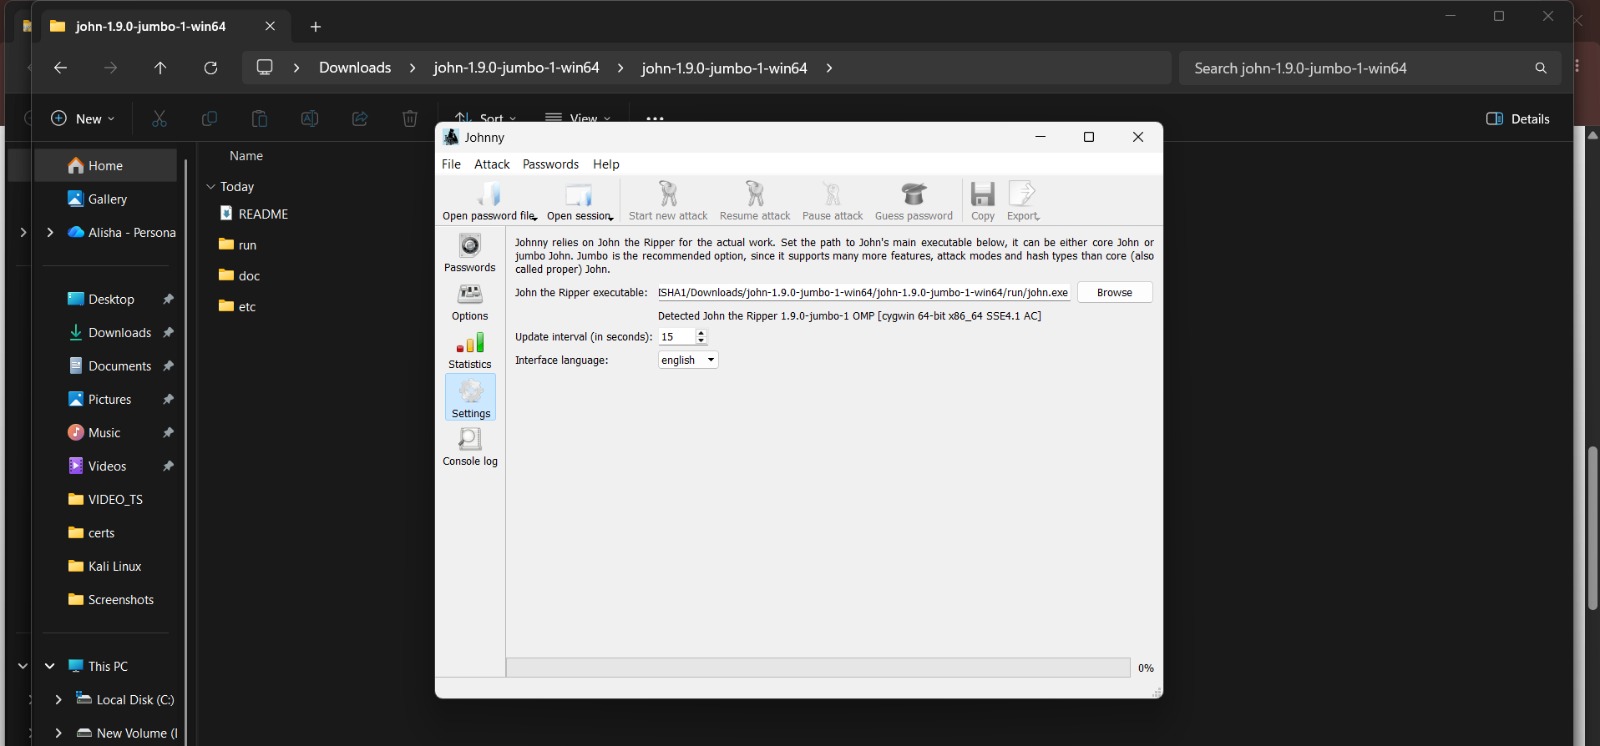 john-1.9.0-jumbo-1-win64
Downloads > john-1.9.0-jumbo-1-win64 > john-1.9.0-jumbo-1-win64 >
Search john-1.9.0-jumbo-1-win64
New
Sort
View
Details
Home
Gallery
Alisha - Persona
Desktop
Downloads
Documents
Pictures
Music
Videos
VIDEO_TS
certs
Kali Linux
Screenshots
This PC
Local Disk (C:)
New Volume (
Name
Today
README
run
doc
etc
Johnny
File Attack Passwords Help
Open password file
Open session
Start new attack
Resume attack
Pause attack
Guess password
Copy
Export
Passwords
Options
Statistics
Settings
Console log
Johnny relies on John the Ripper for the actual work. Set the path to John's main executable below, it can be either core John or
jumbo John. Jumbo is the recommended option, since it supports many more features, attack modes and hash types than core (also
called proper) John.
John the Ripper executable: ISHA1/Downloads/john-1.9.0-jumbo-1-win64/john-1.9.0-jumbo-1-win64/run/john.exe Browse
Detected John the Ripper 1.9.0-jumbo-1 OMP [cygwin 64-bit x86_64 SSE4.1 AC]
Update interval (in seconds): 15
Interface language: english
0%